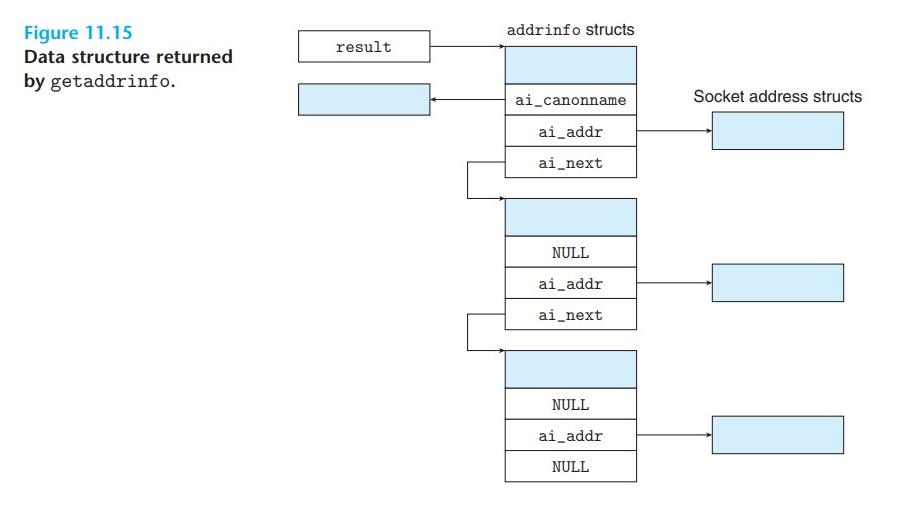 Figure 11.15
Data structure returned
by getaddrinfo.
addrinfo structs
result
ai_canonname
Socket address structs
ai_addr
ai_next
NULL
ai_addr
ai_next
NULL
ai_addr
NULL